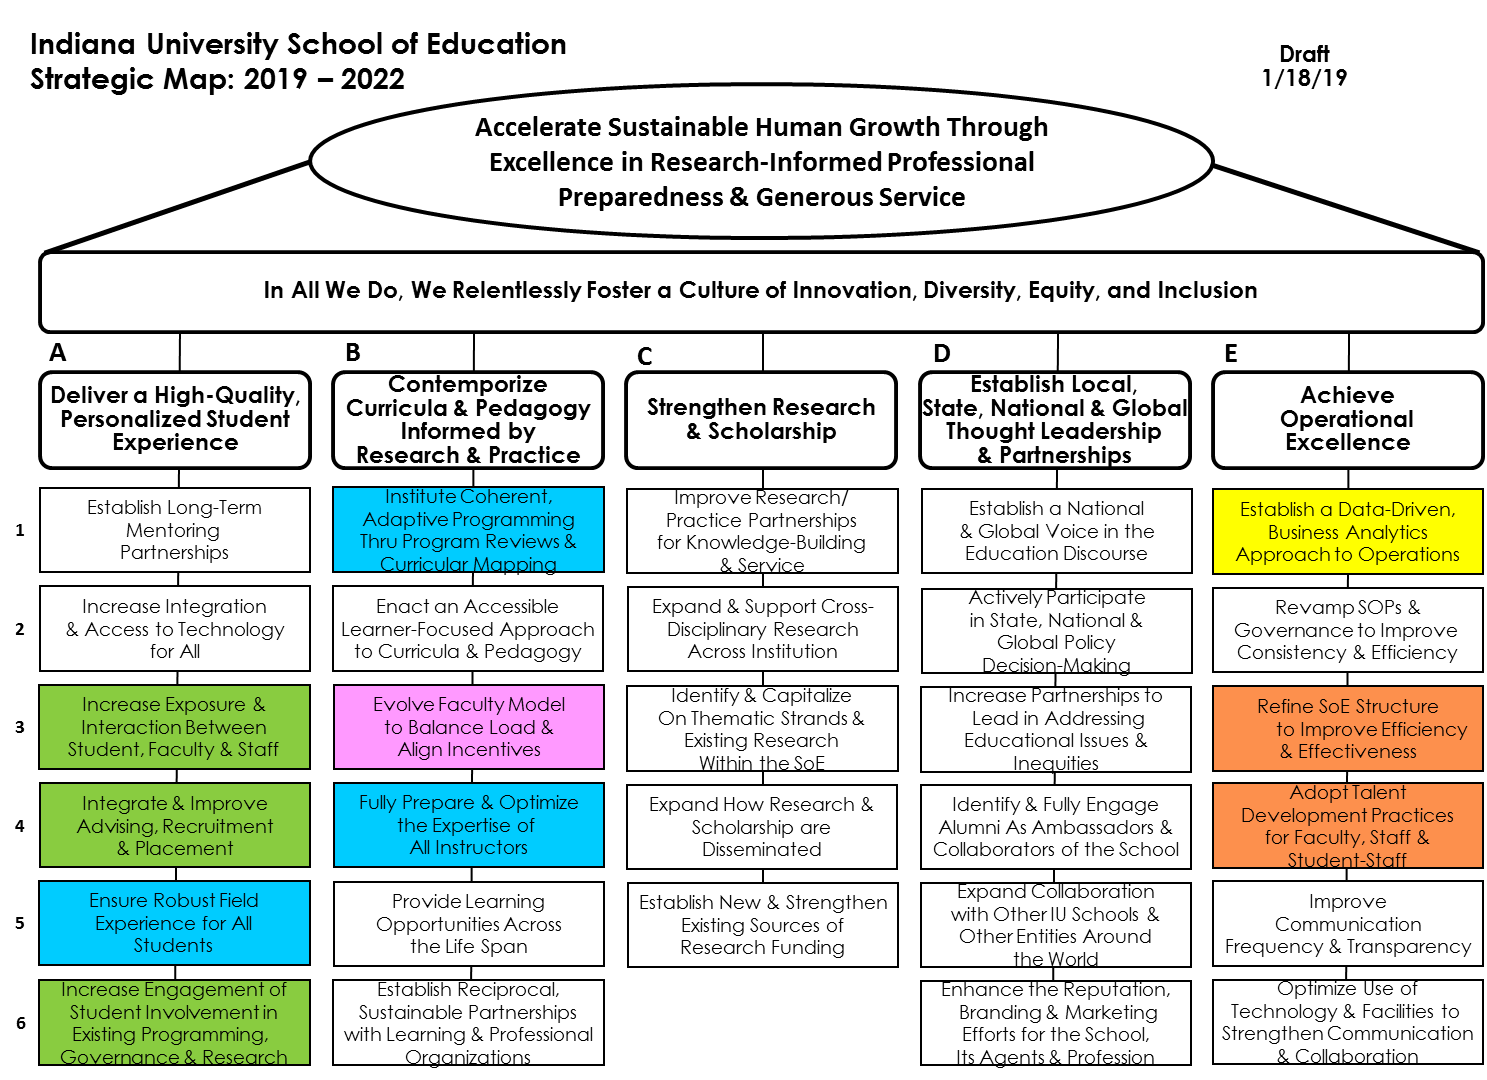 Indiana University School of Education
Strategic Map: 2019 – 2022
Draft
1/18/19
Accelerate Sustainable Human Growth Through
Excellence in Research-Informed Professional
Preparedness & Generous Service
In All We Do, We Relentlessly Foster a Culture of Innovation, Diversity, Equity, and Inclusion
A
Deliver a High-Quality,
Personalized Student
Experience
B
Contemporize
Curricula & Pedagogy
Informed by
Research & Practice
C
Strengthen Research
& Scholarship
D
Establish Local,
State, National & Global
Thought Leadership
& Partnerships
E
Achieve
Operational
Excellence
1
Establish Long-Term
Mentoring
Partnerships
Institute Coherent,
Adaptive Programming
Thru Program Reviews &
Curricular Mapping
Improve Research/
Practice Partnerships
for Knowledge-Building
& Service
Establish a National
& Global Voice in the
Education Discourse
Establish a Data-Driven,
Business Analytics
Approach to Operations
2
Increase Integration
& Access to Technology
for All
Enact an Accessible
Learner-Focused Approach
to Curricula & Pedagogy
Expand & Support Cross-
Disciplinary Research
Across Institution
Actively Participate
in State, National &
Global Policy
Decision-Making
Revamp SOPs &
Governance to Improve
Consistency & Efficiency
3
Increase Exposure &
Interaction Between
Student, Faculty & Staff
Evolve Faculty Model
to Balance Load &
Align Incentives
Identify & Capitalize
On Thematic Strands &
Existing Research
Within the SoE
Increase Partnerships to
Lead in Addressing
Educational Issues &
Inequities
Refine SoE Structure
to Improve Efficiency
& Effectiveness
4
Integrate & Improve
Advising, Recruitment
& Placement
Fully Prepare & Optimize
the Expertise of
All Instructors
Expand How Research &
Scholarship are
Disseminated
Identify & Fully Engage
Alumni As Ambassadors &
Collaborators of the School
Adopt Talent
Development Practices
for Faculty, Staff &
Student-Staff
5
Ensure Robust Field
Experience for All
Students
Provide Learning
Opportunities Across
the Life Span
Establish New & Strengthen
Existing Sources of
Research Funding
Expand Collaboration
with Other IU Schools &
Other Entities Around
the World
Improve
Communication
Frequency & Transparency
6
Increase Engagement of
Student Involvement in
Existing Programming,
Governance & Research
Establish Reciprocal,
Sustainable Partnerships
with Learning & Professional
Organizations
Enhance the Reputation,
Branding & Marketing
Efforts for the School,
Its Agents & Profession
Optimize Use of
Technology & Facilities to
Strengthen Communication
& Collaboration